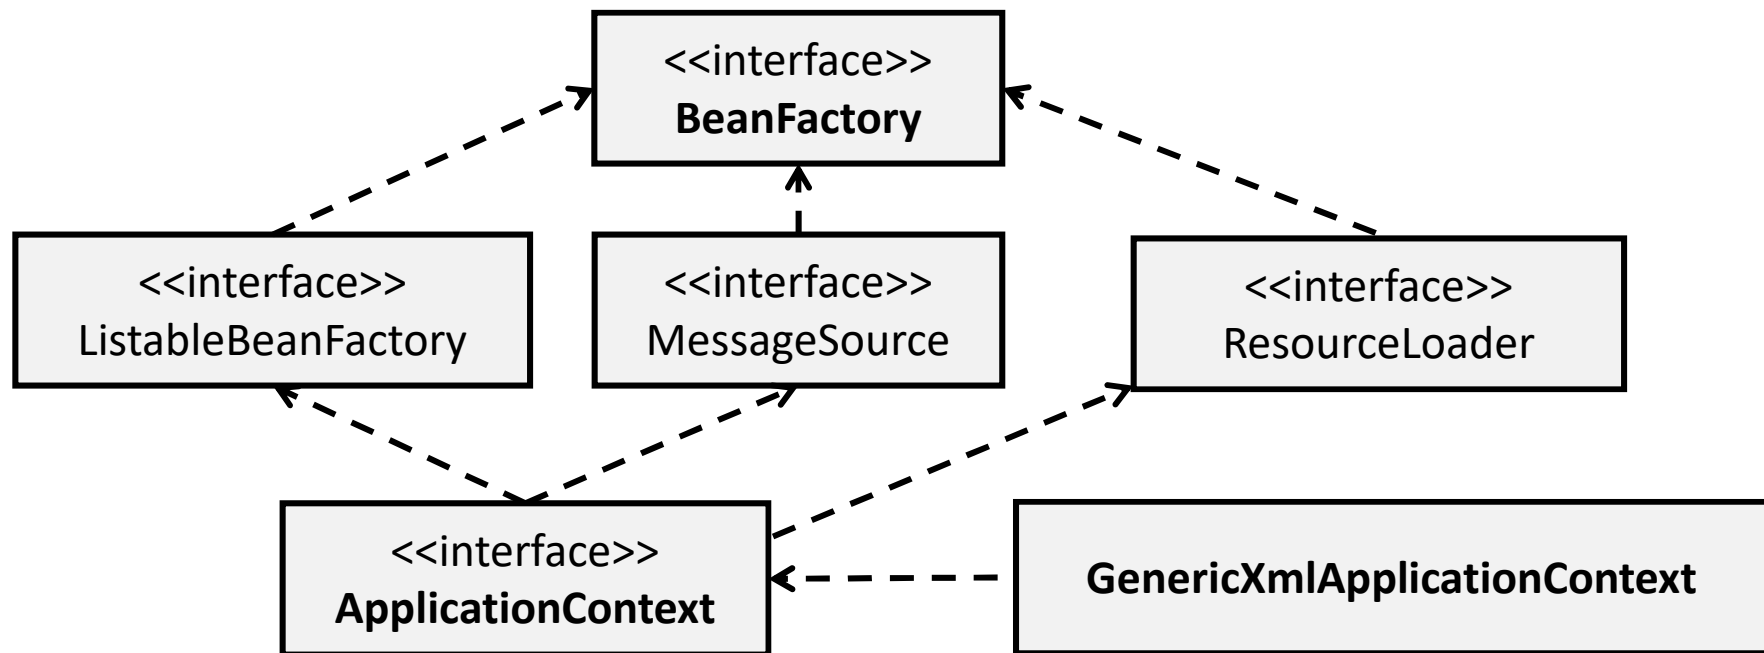 <<interface>>
BeanFactory
<<interface>>
ListableBeanFactory
<<interface>>
MessageSource
<<interface>>
ResourceLoader
<<interface>>
ApplicationContext
GenericXmlApplicationContext